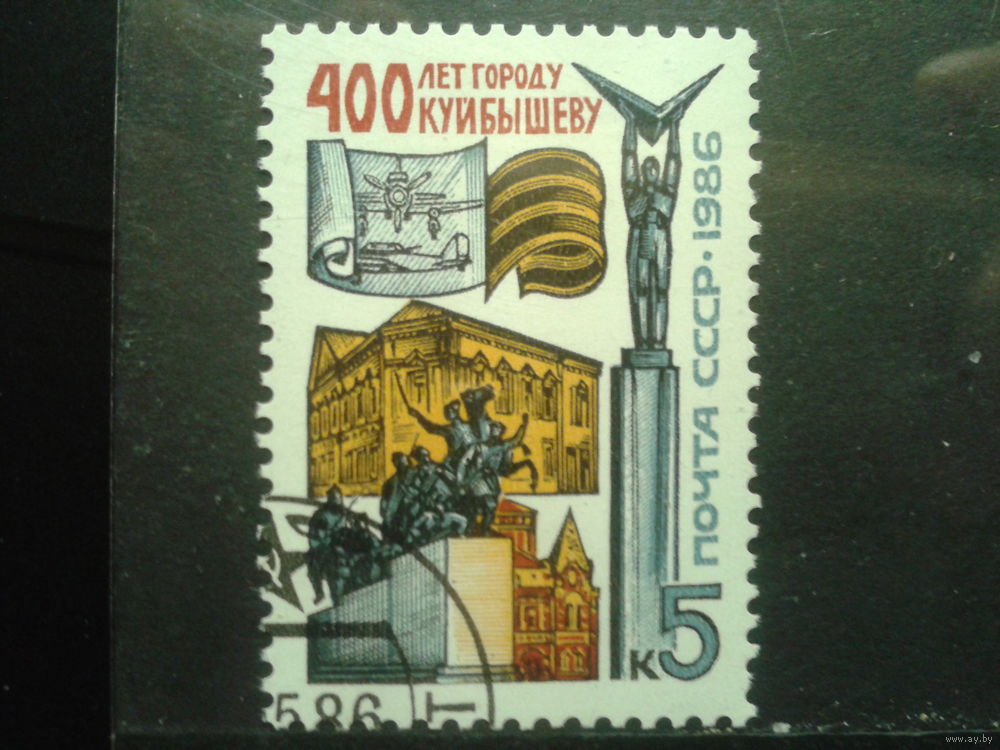 400 ЛЕТ ГОРОДУ
КУЙБЫШЕВУ
ПОЧТА СССР·1986
к5
586 Т
www.ay.by